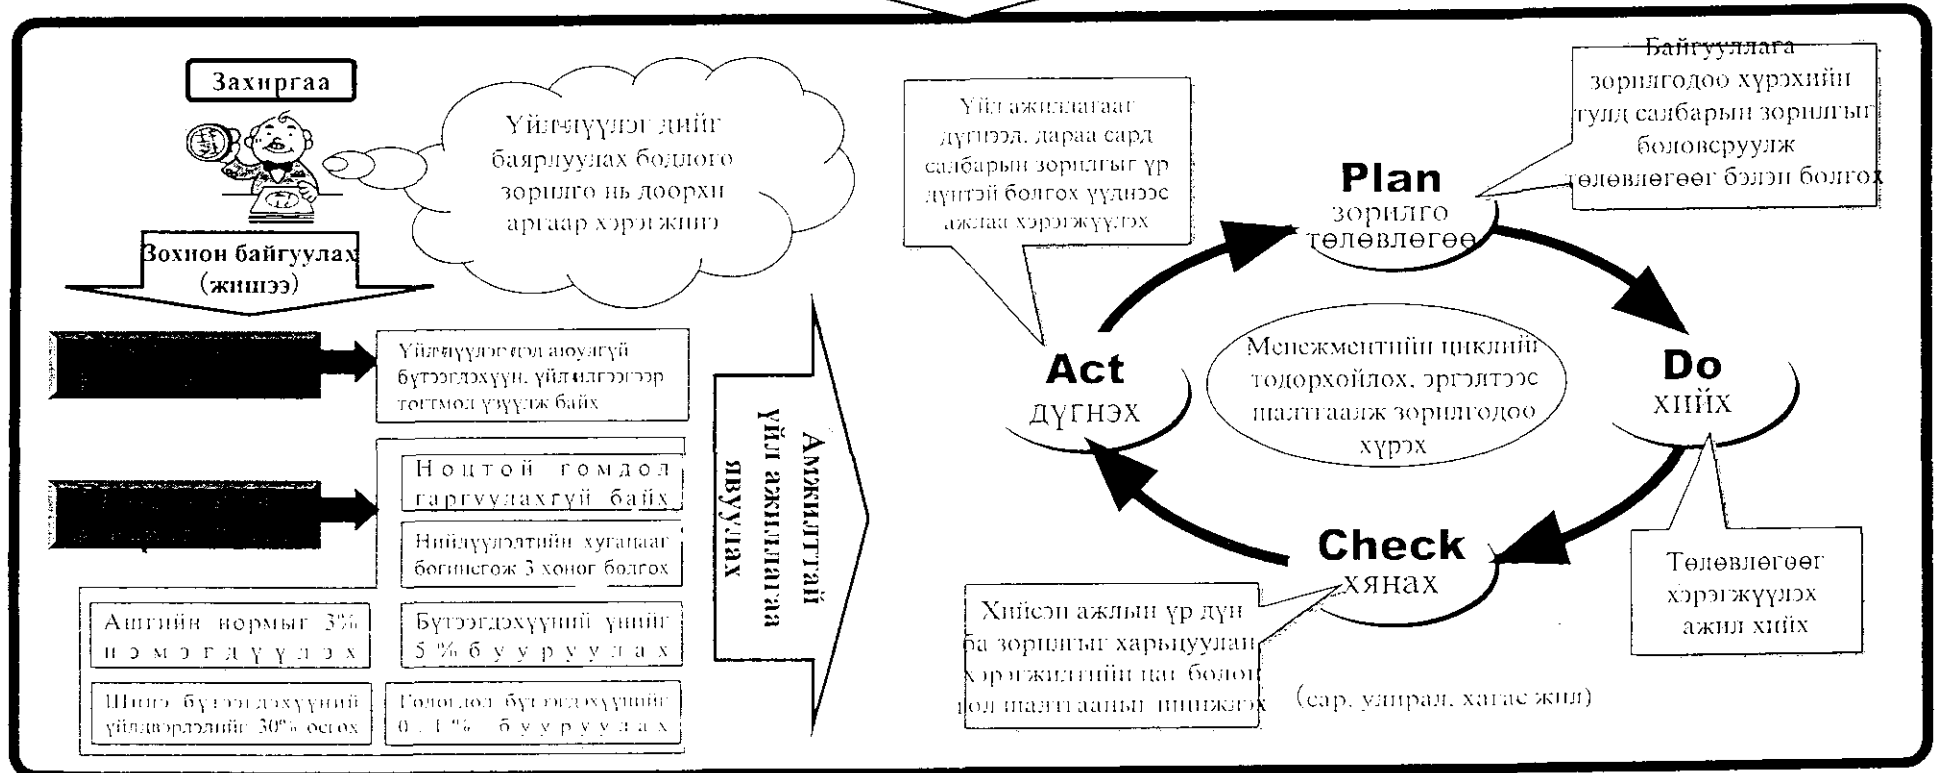 Захиргаа
Үйлчлүүлэгчдийг
баярлуулах бодлого
зорилго нь доорхи
аргаар хэрэгжинэ
Зохион байгуулах
(жишээ)
Үйлчлүүлэгчдэд аюулгүй
бүтээгдэхүүн, үйлчилгээгээр
тогтмол үзүүлж байх
Ноцтой гомдол
гаргуулахгүй байх
Нийлүүлэлтийн хугацааг
богинсгож 3 хоног болгох
Ашгийн нормыг 3%
нэмэгдүүлэх
Бүтээгдэхүүний үнийг
5 % бууруулах
Шинэ бүтээгдэхүүний
үйлдвэрлэлийг 30% өсгөх
Гологдол бүтээгдэхүүнийг
0.1% бууруулах
Амжилттай
үйл ажиллагаа
явуулах
Үйл ажиллагааг
дүгнээд, дараа сард
салбарын зорилгыг үр
дүнтэй болгох үүднээс
ажлаа хэрэгжүүлэх
Байгууллага
зорилгодоо хүрэхийн
тулд салбарын зорилгыг
боловсруулж
төлөвлөгөөг бэлэн болгох
Plan
зорилго
төлөвлөгөө
Act
дүгнэх
Менежментийн циклийг
тодорхойлох, эргэлтээс
шалтгаалж зорилгодоо
хүрэх
Do
хийх
Check
хянах
Төлөвлөгөөг
хэрэгжүүлэх
ажил хийх
Хийсэн ажлын үр дүн
ба зорилгыг харьцуулан
хэрэгжилтийн цаг болон
гол шалтгааныг шинжлэх
(сар, улирал, хагас жил)